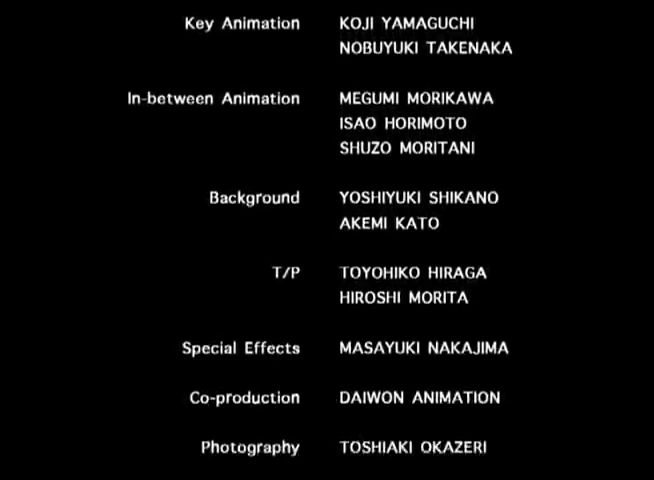 Key Animation KOJI YAMAGUCHI
NOBUYUKI TAKENAKA
In-between Animation MEGUMI MORIKAWA
ISAO HORIMOTO
SHUZO MORITANI
Background YOSHIYUKI SHIKANO
AKEMI KATO
T/P TOYOHIKO HIRAGA
HIROSHI MORITA
Special Effects MASAYUKI NAKAJIMA
Co-production DAIWON ANIMATION
Photography TOSHIAKI OKAZERI